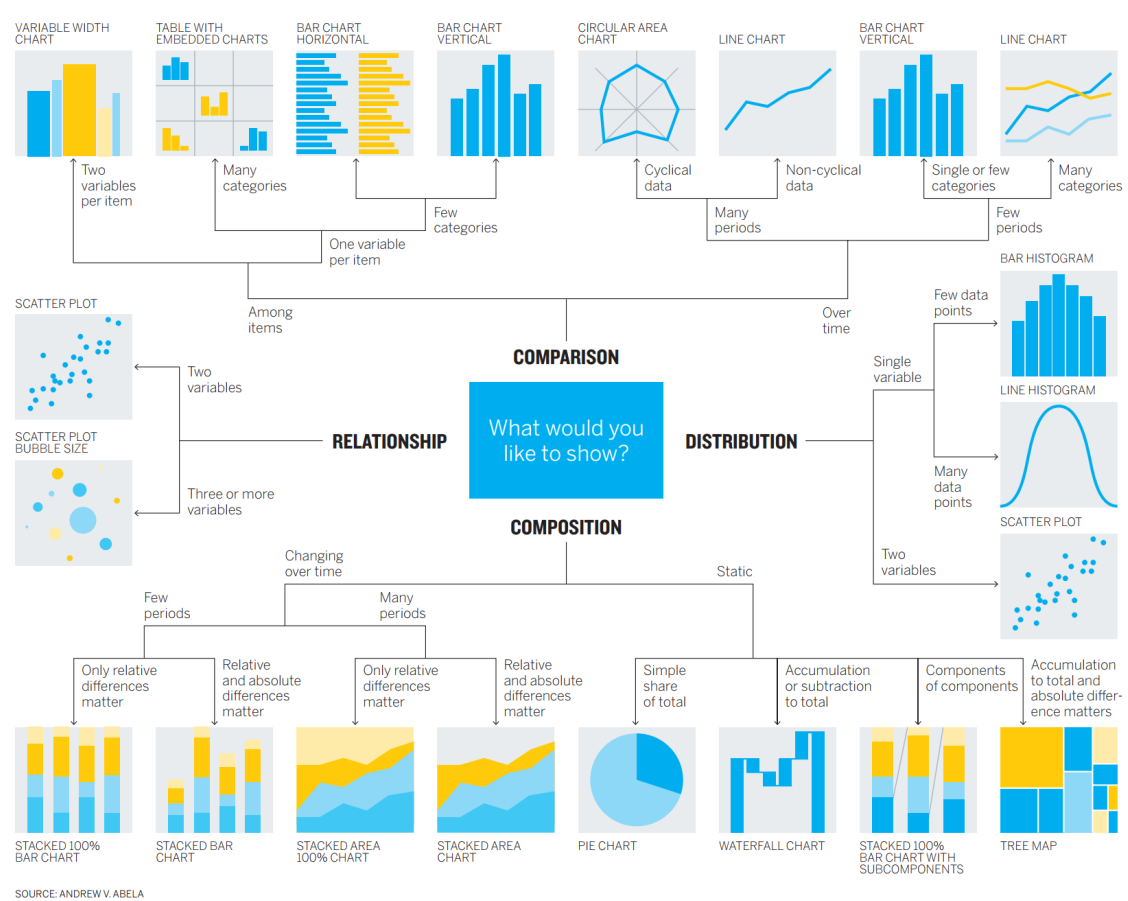 VARIABLE WIDTH
CHART
TABLE WITH
EMBEDDED CHARTS
BAR CHART
HORIZONTAL
BAR CHART
VERTICAL
CIRCULAR AREA
CHART
LINE CHART
BAR CHART
VERTICAL
LINE CHART
Two
variables
per item
Many
categories
Few
categories
One variable
per item
Among
items
Cyclical
data
Non-cyclical
data
Many
periods
Single or few
categories
Many
categories
Few
periods
Over
time
COMPARISON
What would you
like to show?
SCATTER PLOT
Two
variables
SCATTER PLOT
BUBBLE SIZE
Three or more
variables
RELATIONSHIP
DISTRIBUTION
Single
variable
Few data
points
BAR HISTOGRAM
LINE HISTOGRAM
Many
data
points
Two
variables
SCATTER PLOT
COMPOSITION
Changing
over time
Static
Few
periods
Many
periods
Only relative
differences
matter
Relative
and absolute
differences
matter
Only relative
differences
matter
Relative
and absolute
differences
matter
Simple
share
of total
Accumulation
or subtraction
to total
Components
of components
Accumulation
to total and
absolute differ-
ence matters
STACKED 100%
BAR CHART
STACKED BAR
CHART
STACKED AREA
100% CHART
STACKED AREA
CHART
PIE CHART
WATERFALL CHART
STACKED 100%
BAR CHART WITH
SUBCOMPONENTS
TREE MAP
SOURCE: ANDREW V. ABELA